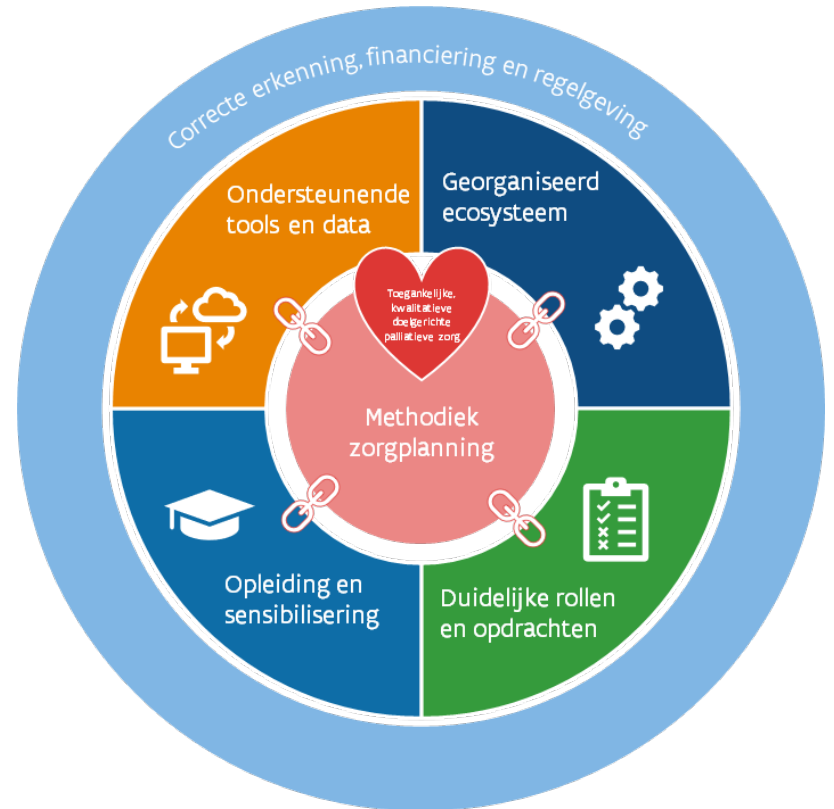 Correcte erkenning, financiering en regelgeving
Ondersteunende
tools en data
Georganiseerd
ecosysteem
Toegankelijke,
kwalitatieve
doelgerichte
palliatieve zorg
Methodiek
zorgplanning
Opleiding en
sensibilisering
Duidelijke rollen
en opdrachten